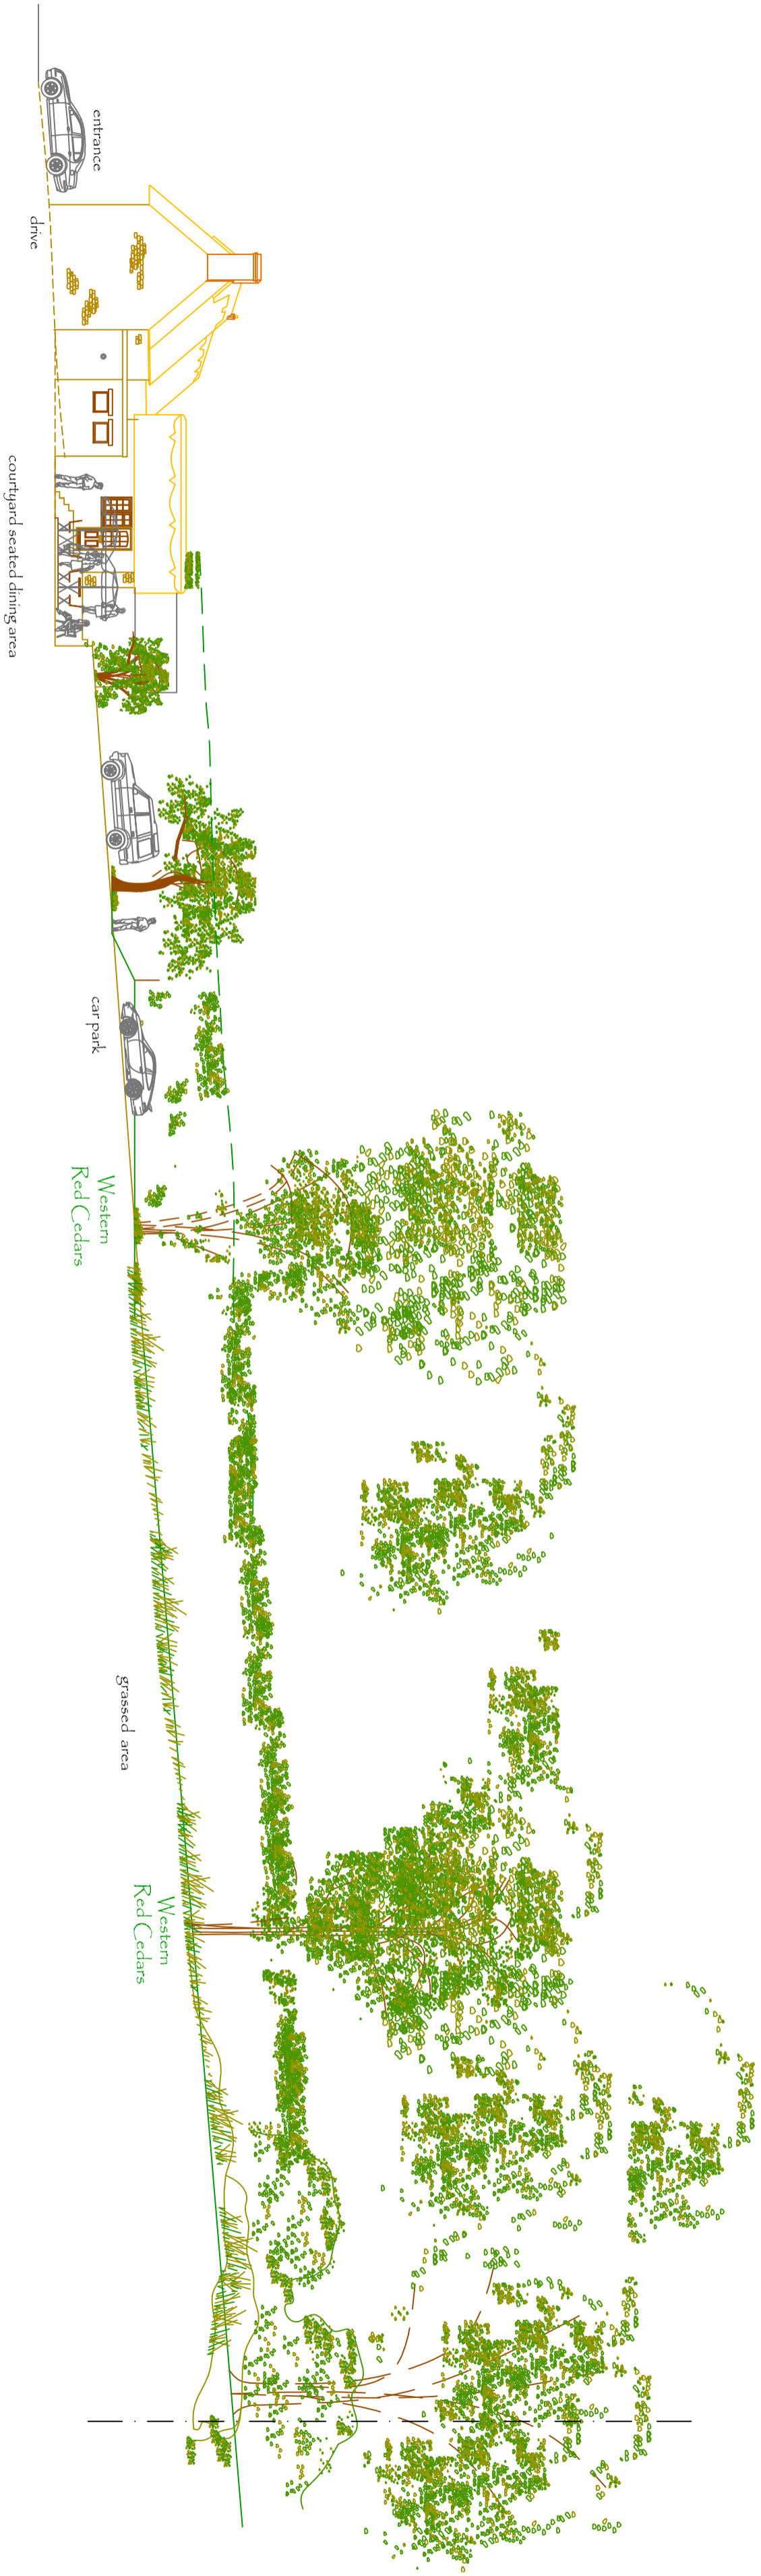 entrance
drive
courtyard seated dining area
car park
Western
Red Cedars
grassed area
Western
Red Cedars